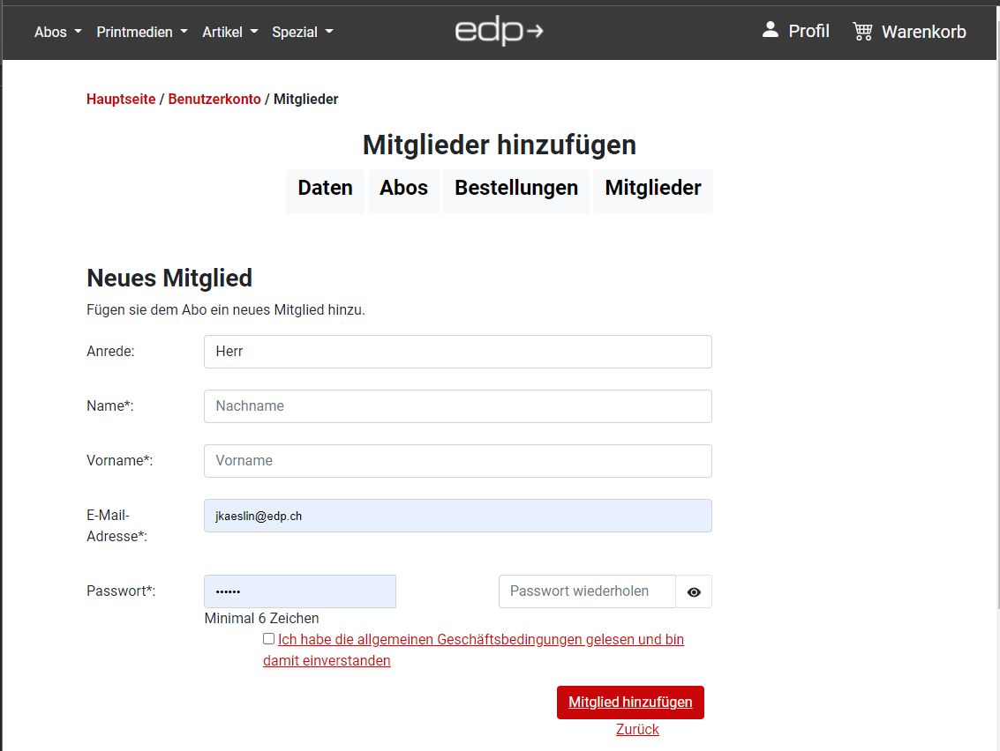 Abos Printmedien Artikel Spezial edp Profil Warenkorb
Hauptseite / Benutzerkonto / Mitglieder
Mitglieder hinzufügen
Daten Abos Bestellungen Mitglieder
Neues Mitglied
Fügen sie dem Abo ein neues Mitglied hinzu.
Anrede: Herr
Name*: Nachname
Vorname*: Vorname
E-Mail-
Adresse*: jkaeslin@edp.ch
Passwort*: •••••• Passwort wiederholen
Minimal 6 Zeichen
Ich habe die allgemeinen Geschäftsbedingungen gelesen und bin
damit einverstanden
Mitglied hinzufügen
Zurück